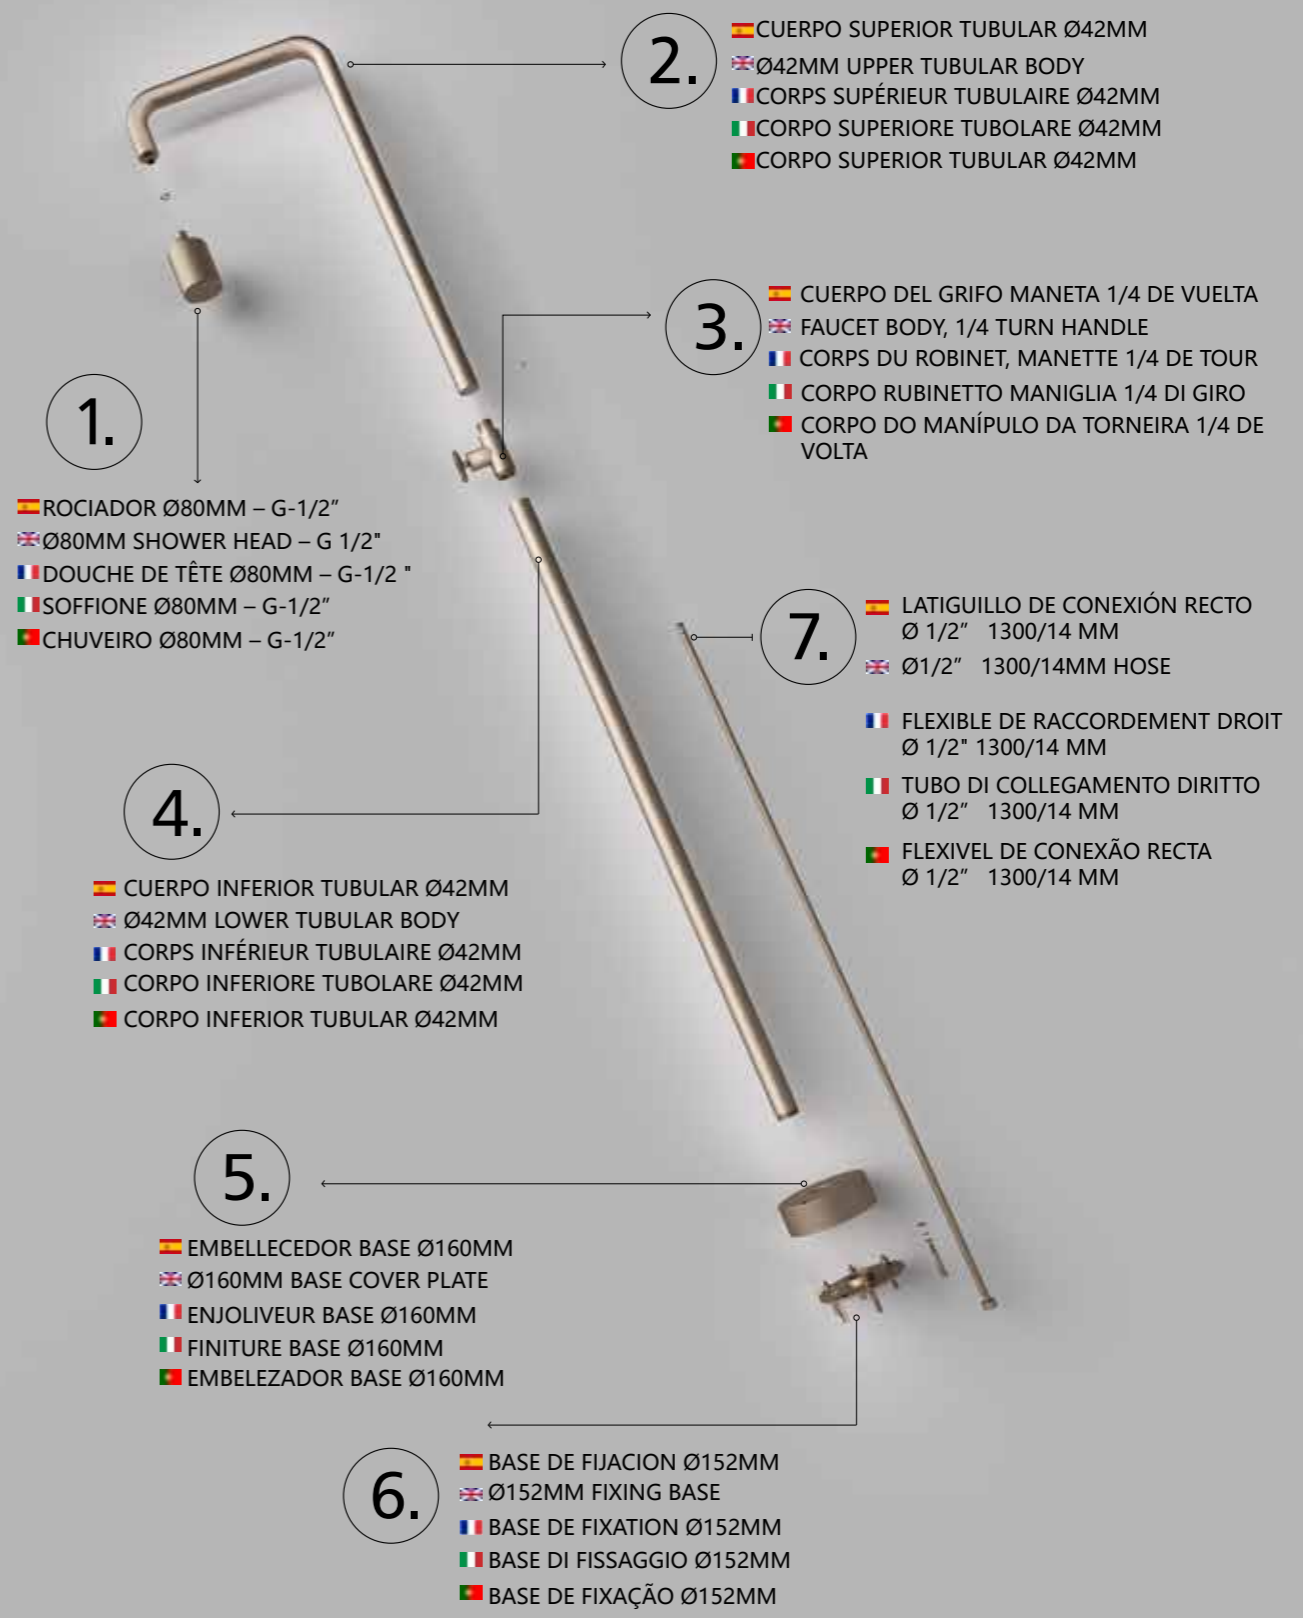 2.
CUERPO SUPERIOR TUBULAR Ø42MM
Ø42MM UPPER TUBULAR BODY
CORPS SUPÉRIEUR TUBULAIRE Ø42MM
CORPO SUPERIORE TUBOLARE Ø42MM
CORPO SUPERIOR TUBULAR Ø42MM
3.
CUERPO DEL GRIFO MANETA 1/4 DE VUELTA
FAUCET BODY, 1/4 TURN HANDLE
CORPS DU ROBINET, MANETTE 1/4 DE TOUR
CORPO RUBINETTO MANIGLIA 1/4 DI GIRO
CORPO DO MANÍPULO DA TORNEIRA 1/4 DE
VOLTA
1.
ROCIADOR Ø80MM – G-1/2”
Ø80MM SHOWER HEAD – G 1/2"
DOUCHE DE TÊTE Ø80MM – G-1/2 "
SOFFIONE Ø80MM – G-1/2”
CHUVEIRO Ø80MM – G-1/2”
7.
LATIGUILLO DE CONEXIÓN RECTO
Ø 1/2” 1300/14 MM
Ø1/2” 1300/14MM HOSE
FLEXIBLE DE RACCORDEMENT DROIT
Ø 1/2" 1300/14 MM
TUBO DI COLLEGAMENTO DIRITTO
Ø 1/2” 1300/14 MM
FLEXIVEL DE CONEXÃO RECTA
Ø 1/2” 1300/14 MM
4.
CUERPO INFERIOR TUBULAR Ø42MM
Ø42MM LOWER TUBULAR BODY
CORPS INFÉRIEUR TUBULAIRE Ø42MM
CORPO INFERIORE TUBOLARE Ø42MM
CORPO INFERIOR TUBULAR Ø42MM
5.
EMBELLECEDOR BASE Ø160MM
Ø160MM BASE COVER PLATE
ENJOLIVEUR BASE Ø160MM
FINITURE BASE Ø160MM
EMBELEZADOR BASE Ø160MM
6.
BASE DE FIJACION Ø152MM
Ø152MM FIXING BASE
BASE DE FIXATION Ø152MM
BASE DI FISSAGGIO Ø152MM
BASE DE FIXAÇÃO Ø152MM